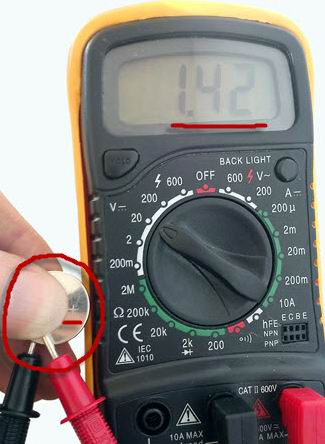 1.42
HOLD
BACK LIGHT
600 OFF 600 V~
V⎓ 200 200 A⎓
20 200µ
2 2m
200m 20m
2M 200m
Ω 200k 10A
20k 2k 200 hFE E C B E
IEC NPN
1010 PNP
CAT II 600V
10A MAX